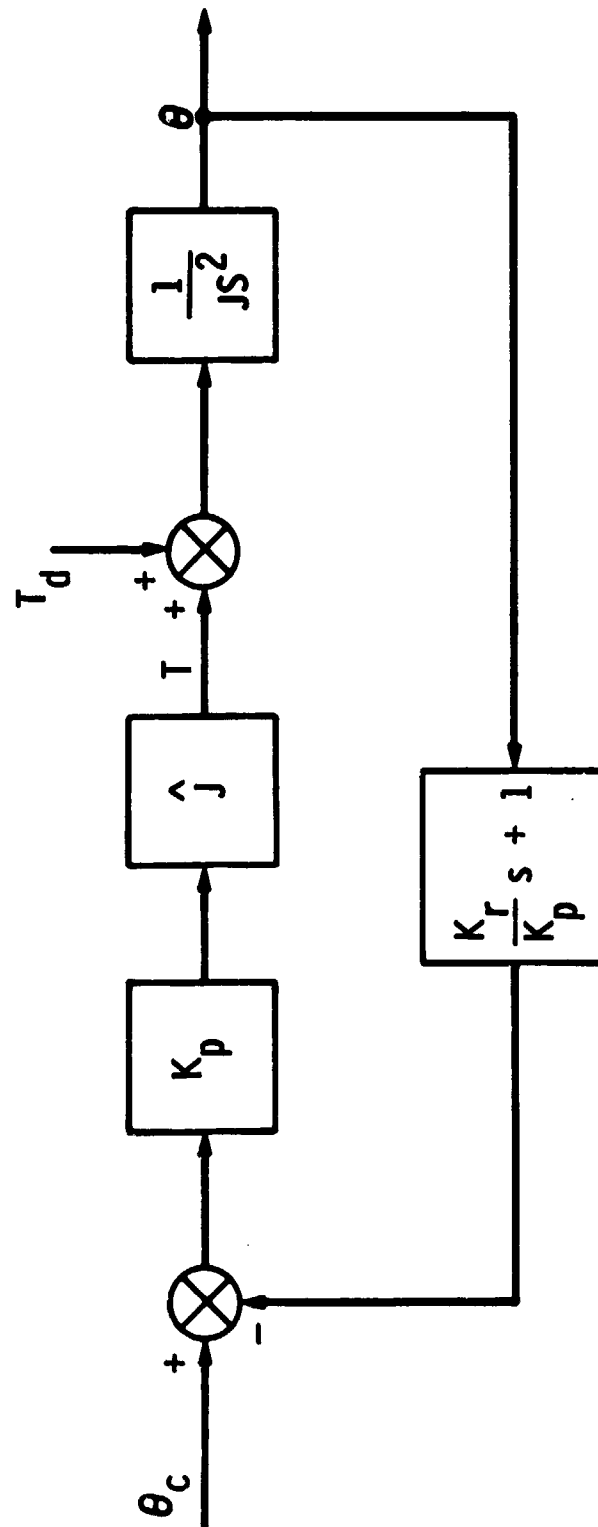 θc
+
-
Kp
Ĵ
T
Td
+
+
1
JS²
θ
Kr
Kp
s + 1